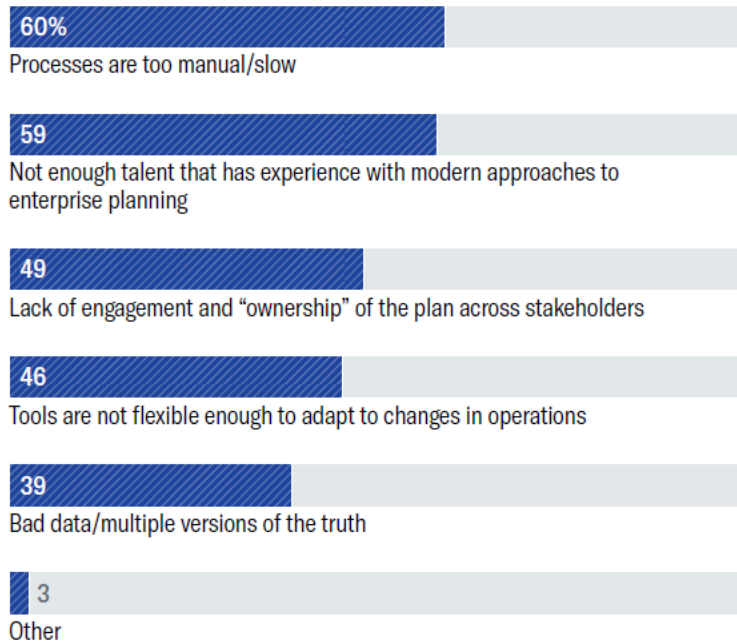 60%
Processes are too manual/slow
59
Not enough talent that has experience with modern approaches to
enterprise planning
49
Lack of engagement and “ownership” of the plan across stakeholders
46
Tools are not flexible enough to adapt to changes in operations
39
Bad data/multiple versions of the truth
3
Other